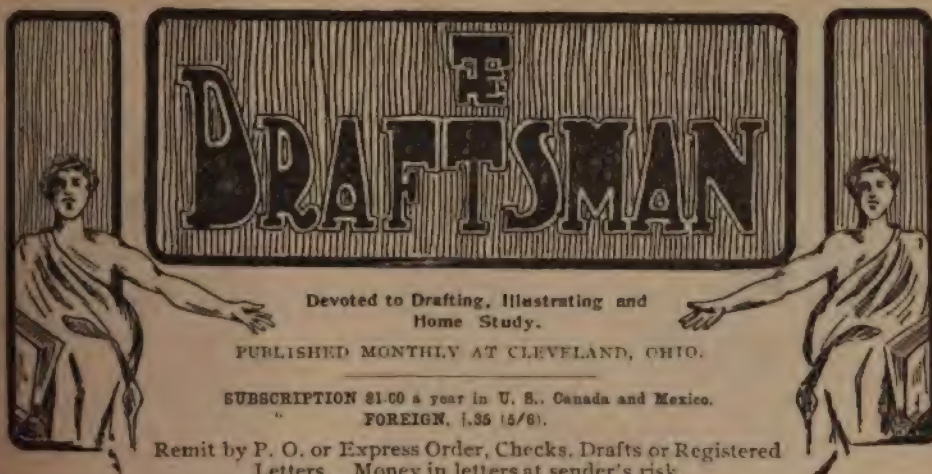 THE
DRAFTSMAN
Devoted to Drafting, Illustrating and
Home Study.
PUBLISHED MONTHLY AT CLEVELAND, OHIO.
SUBSCRIPTION $1.00 a year in U. S., Canada and Mexico.
" FOREIGN, 1.35 (5/6).
Remit by P. O. or Express Order, Checks, Drafts or Registered
Letters. Money in letters at sender's risk